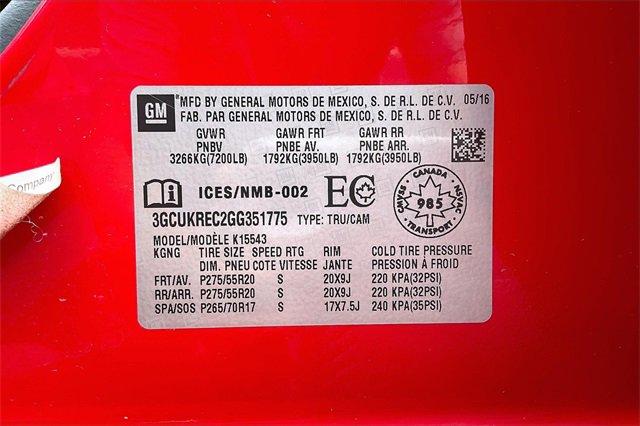 GM MFD BY GENERAL MOTORS DE MEXICO, S. DE R.L. DE C.V. 05/16
FAB. PAR GENERAL MOTORS DE MEXICO, S. DE R.L. DE C.V.
GVWR GAWR FRT GAWR RR
PNBV PNBE AV. PNBE ARR.
3266KG(7200LB) 1792KG(3950LB) 1792KG(3950LB)
ICES/NMB-002 EC
CANADA CMVSS NSVAC 985 TRANSPORT
3GCUKREC2GG351775 TYPE: TRU/CAM
MODEL/MODÈLE K15543
KGNG TIRE SIZE SPEED RTG RIM COLD TIRE PRESSURE
DIM. PNEU COTE VITESSE JANTE PRESSION À FROID
FRT/AV. P275/55R20 S 20X9J 220 KPA(32PSI)
RR/ARR. P275/55R20 S 20X9J 220 KPA(32PSI)
SPA/SOS P265/70R17 S 17X7.5J 240 KPA(35PSI)
Company